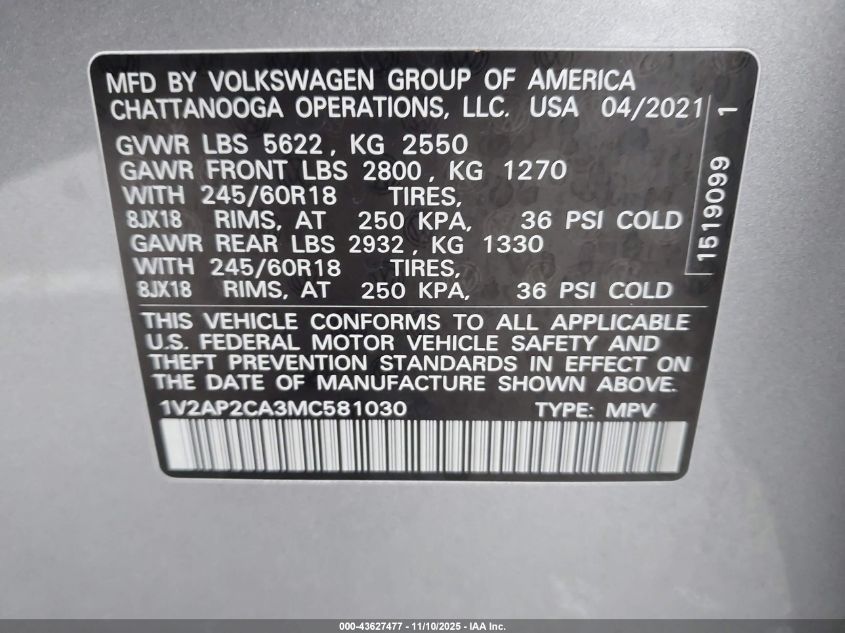 MFD BY VOLKSWAGEN GROUP OF AMERICA
CHATTANOOGA OPERATIONS, LLC. USA 04/2021
GVWR LBS 5622, KG 2550
GAWR FRONT LBS 2800, KG 1270
WITH 245/60R18 TIRES,
8JX18 RIMS, AT 250 KPA, 36 PSI COLD
GAWR REAR LBS 2932, KG 1330
WITH 245/60R18 TIRES,
8JX18 RIMS, AT 250 KPA, 36 PSI COLD
1519099 1
THIS VEHICLE CONFORMS TO ALL APPLICABLE
U.S. FEDERAL MOTOR VEHICLE SAFETY AND
THEFT PREVENTION STANDARDS IN EFFECT ON
THE DATE OF MANUFACTURE SHOWN ABOVE.
1V2AP2CA3MC581030 TYPE: MPV
000-43627477 - 11/10/2025 - IAA Inc.